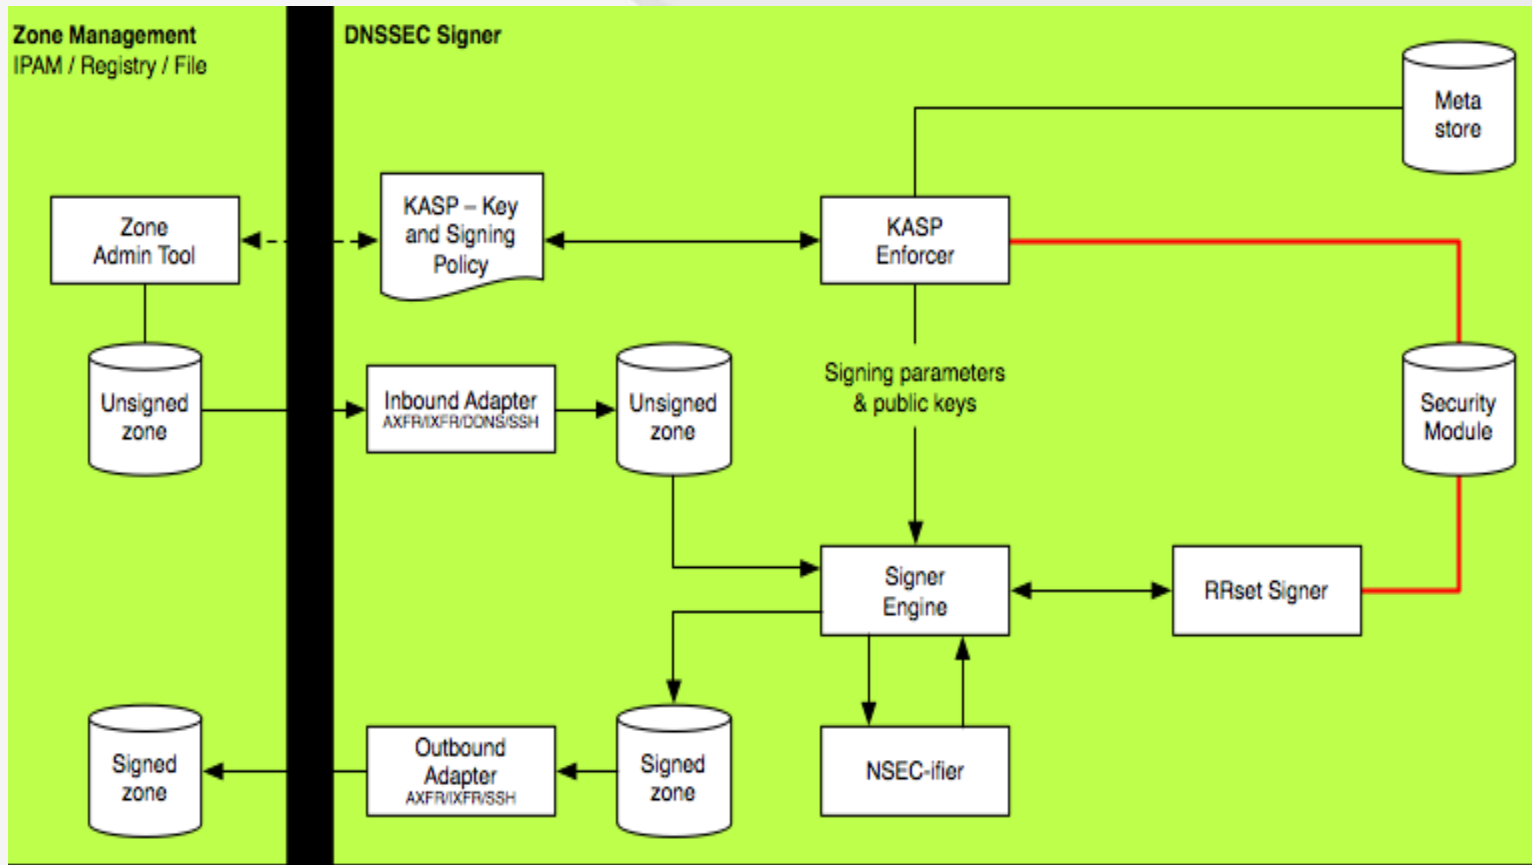 Zone Management
IPAM / Registry / File
DNSSEC Signer
Meta
store
Zone
Admin Tool
KASP – Key
and Signing
Policy
KASP
Enforcer
Unsigned
zone
Inbound Adapter
AXFR/IXFR/DDNS/SSH
Unsigned
zone
Signing parameters
& public keys
Security
Module
Signer
Engine
RRset Signer
Signed
zone
Outbound
Adapter
AXFR/IXFR/SSH
Signed
zone
NSEC-ifier